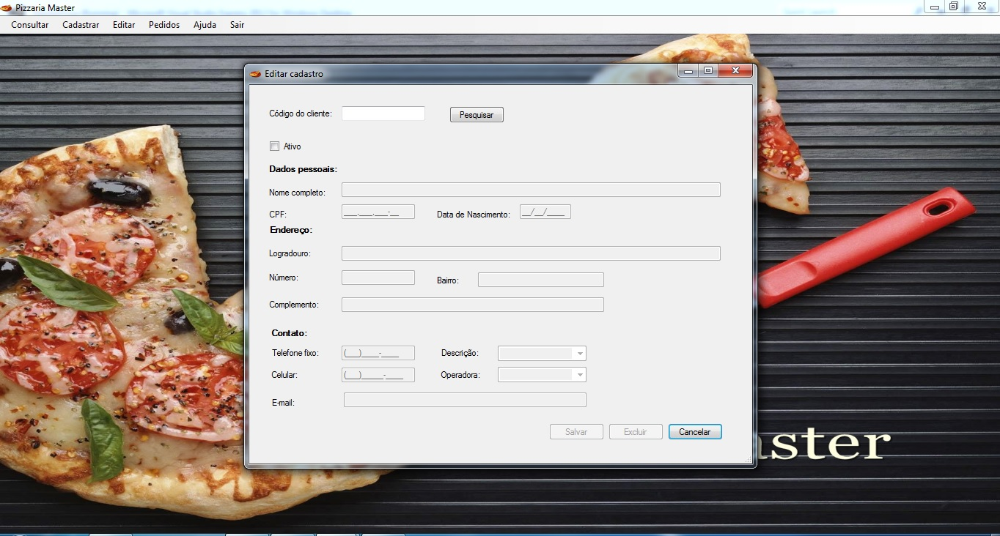 Pizzaria Master
Consultar Cadastrar Editar Pedidos Ajuda Sair
Editar cadastro
Código do cliente: Pesquisar
Ativo
Dados pessoais:
Nome completo:
CPF: ___.___.___-__ Data de Nascimento: __/__/____
Endereço:
Logradouro:
Número: Bairro:
Complemento:
Contato:
Telefone fixo: (__)____-____ Descrição:
Celular: (__)_____-____ Operadora:
E-mail:
Salvar Excluir Cancelar
aster